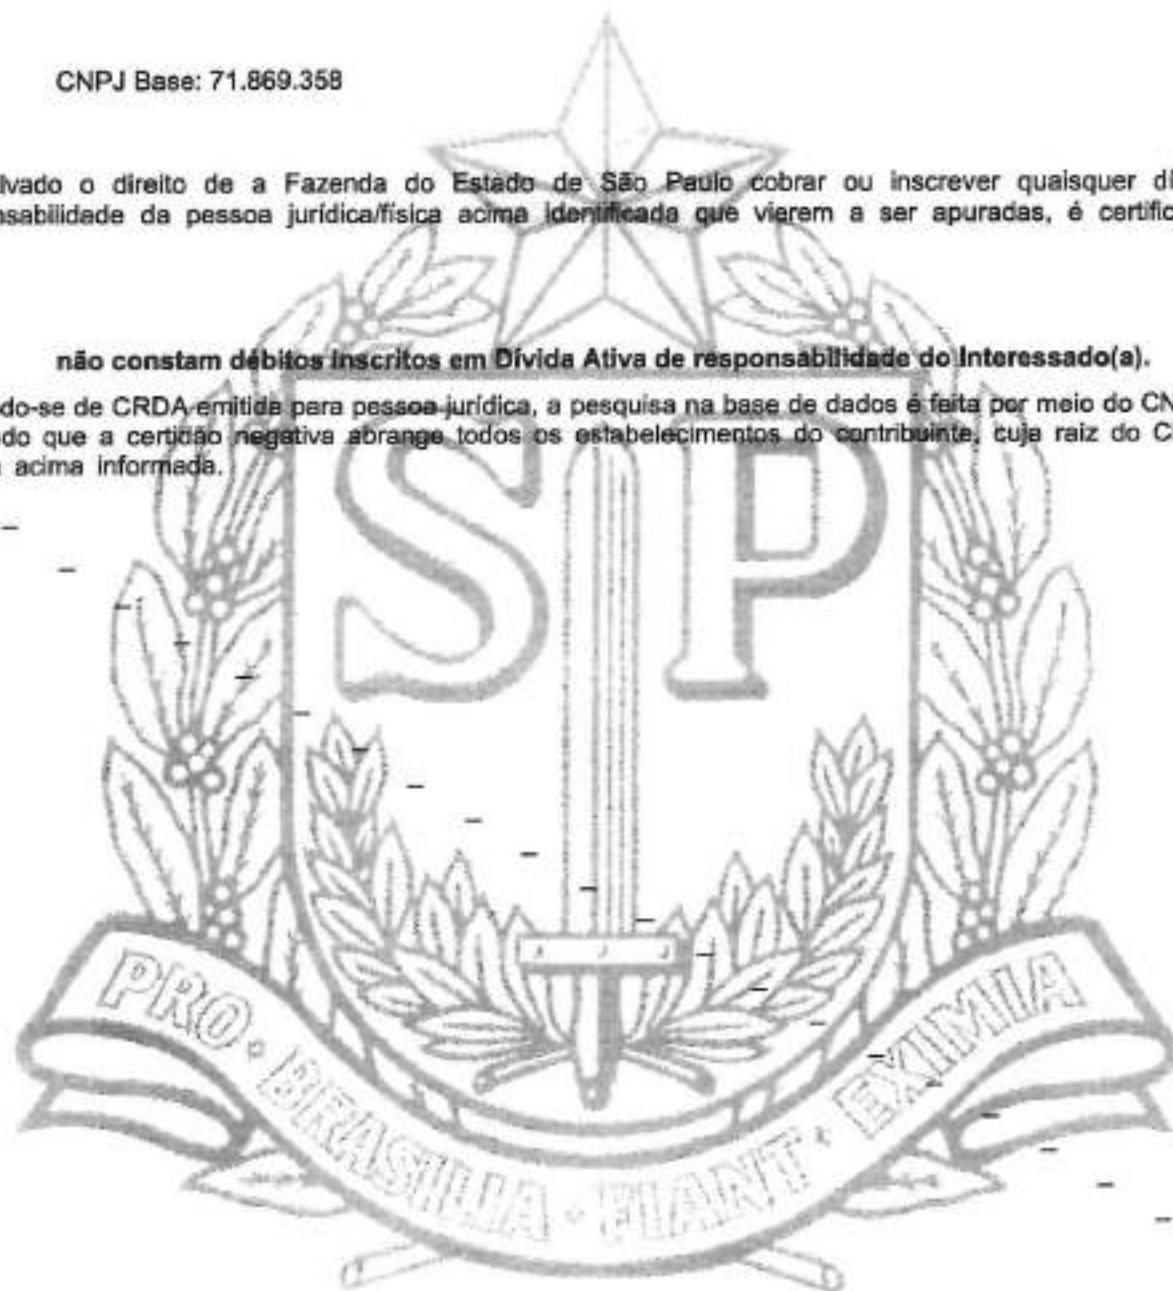 CNPJ Base: 71.869.358
lvado o direito de a Fazenda do Estado de São Paulo cobrar ou inscrever quaisquer d
nsabilidade da pessoa jurídica/física acima identificada que vierem a ser apuradas, é certific
não constam débitos inscritos em Dívida Ativa de responsabilidade do Interessado(a).
do-se de CRDA emitida para pessoa jurídica, a pesquisa na base de dados é feita por meio do CN
do que a certidão negativa abrange todos os estabelecimentos do contribuinte, cuja raiz do C
acima informada.
SP
PRO · BRASILIA · FIANT · EXIMIA